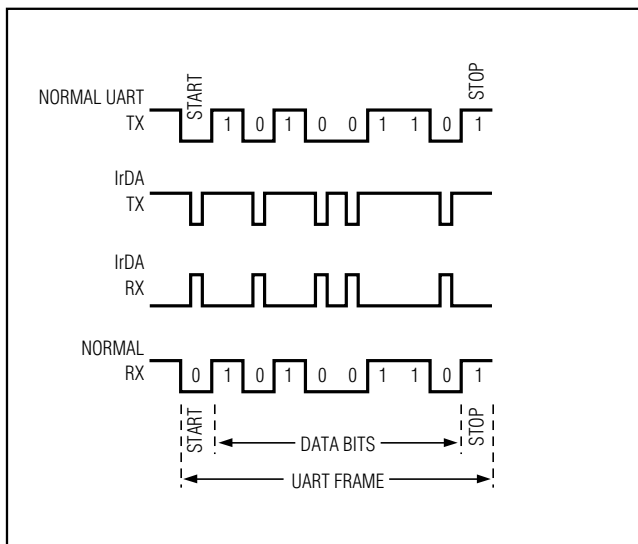 START
STOP
NORMAL UART
TX
1 0 1 0 0 1 1 0 1
IrDA
TX
IrDA
RX
NORMAL
RX
0 1 0 1 0 0 1 1 0 1
START
DATA BITS
STOP
UART FRAME